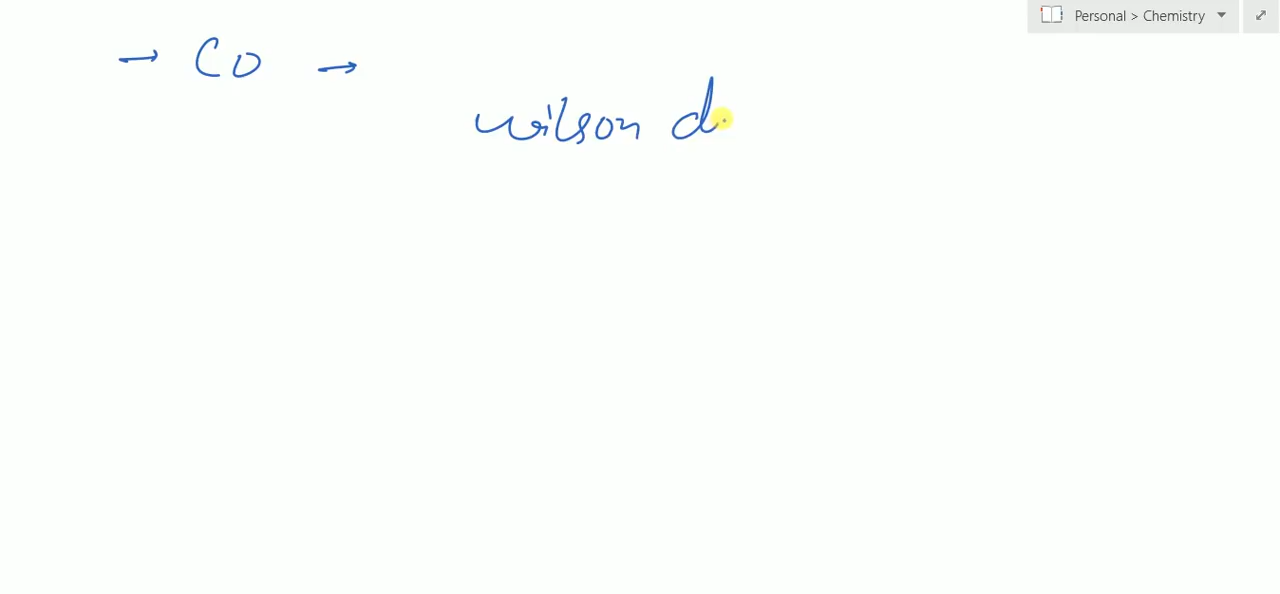 Personal > Chemistry
→ CO →
wilson d